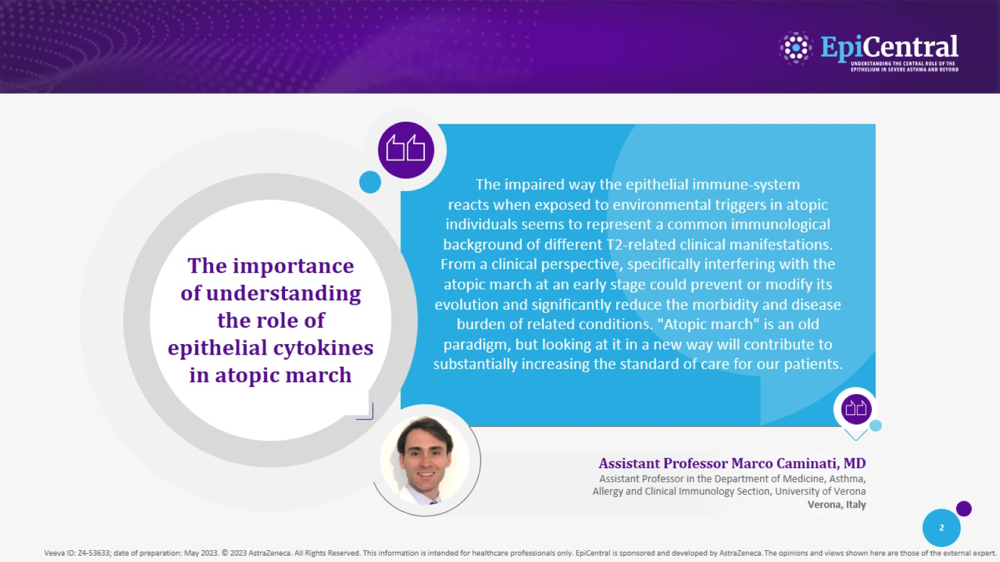 EpiCentral
UNDERSTANDING THE CENTRAL ROLE OF THE
EPITHELIUM IN SEVERE ASTHMA AND BEYOND
The importance
of understanding
the role of
epithelial cytokines
in atopic march
The impaired way the epithelial immune-system
reacts when exposed to environmental triggers in atopic
individuals seems to represent a common immunological
background of different T2-related clinical manifestations.
From a clinical perspective, specifically interfering with the
atopic march at an early stage could prevent or modify its
evolution and significantly reduce the morbidity and disease
burden of related conditions. "Atopic march" is an old
paradigm, but looking at it in a new way will contribute to
substantially increasing the standard of care for our patients.
Assistant Professor Marco Caminati, MD
Assistant Professor in the Department of Medicine, Asthma,
Allergy and Clinical Immunology Section, University of Verona
Verona, Italy
2
Veeva ID: Z4-53633; date of preparation: May 2023. © 2023 AstraZeneca. All Rights Reserved. This information is intended for healthcare professionals only. EpiCentral is sponsored and developed by AstraZeneca. The opinions and views shown here are those of the external expert.